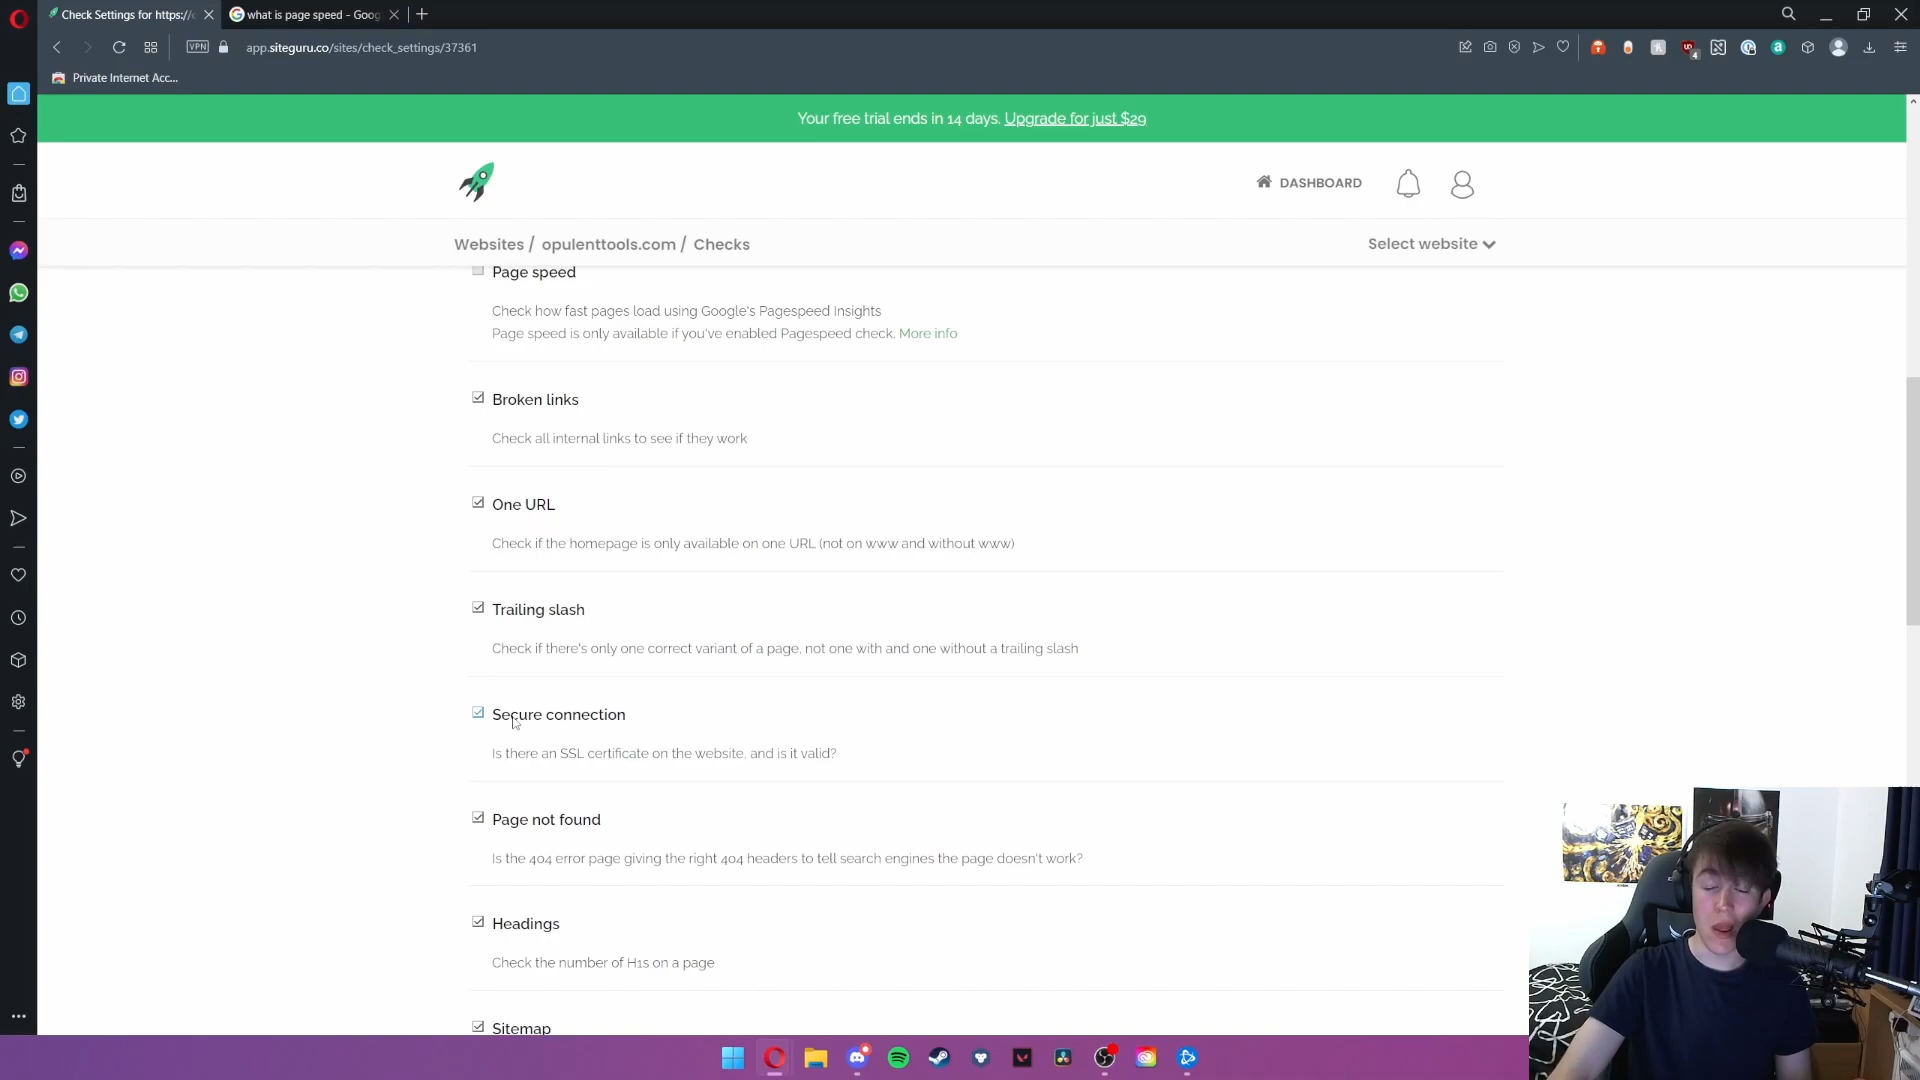 Check Settings for https://
what is page speed - Goog
VPN
app.siteguru.co/sites/check_settings/37361
4
Private Internet Acc...
Your free trial ends in 14 days. Upgrade for just $29
DASHBOARD
Websites / opulenttools.com / Checks
Select website
Page speed
Check how fast pages load using Google's Pagespeed Insights
Page speed is only available if you've enabled Pagespeed check. More info
Broken links
Check all internal links to see if they work
One URL
Check if the homepage is only available on one URL (not on www and without www)
Trailing slash
Check if there's only one correct variant of a page, not one with and one without a trailing slash
Secure connection
Is there an SSL certificate on the website, and is it valid?
Page not found
Is the 404 error page giving the right 404 headers to tell search engines the page doesn't work?
Headings
Check the number of H1s on a page
Sitemap